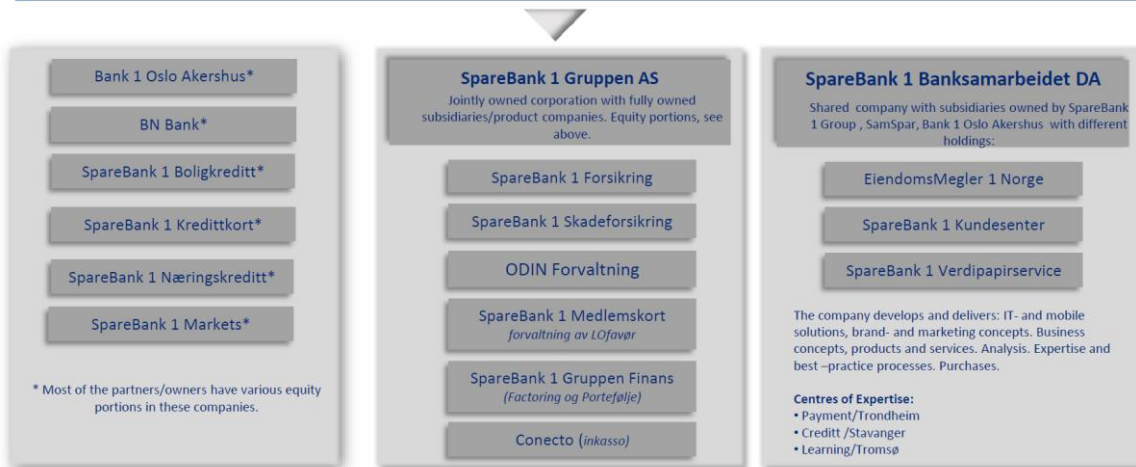 Bank 1 Oslo Akershus*
BN Bank*
SpareBank 1 Boligkreditt*
SpareBank 1 Kredittkort*
SpareBank 1 Næringskreditt*
SpareBank 1 Markets*
* Most of the partners/owners have various equity
portions in these companies.
SpareBank 1 Gruppen AS
Jointly owned corporation with fully owned
subsidiaries/product companies. Equity portions, see
above.
SpareBank 1 Forsikring
SpareBank 1 Skadeforsikring
ODIN Forvaltning
SpareBank 1 Medlemskort
forvaltning av LOfavør
SpareBank 1 Gruppen Finans
(Factoring og Portefølje)
Conecto (inkasso)
SpareBank 1 Banksamarbeidet DA
Shared company with subsidiaries owned by SpareBank
1 Group , SamSpar, Bank 1 Oslo Akershus with different
holdings:
EiendomsMegler 1 Norge
SpareBank 1 Kundesenter
SpareBank 1 Verdipapirservice
The company develops and delivers: IT- and mobile
solutions, brand- and marketing concepts. Business
concepts, products and services. Analysis. Expertise and
best –practice processes. Purchases.
Centres of Expertise:
• Payment/Trondheim
• Creditt /Stavanger
• Learning/Tromsø